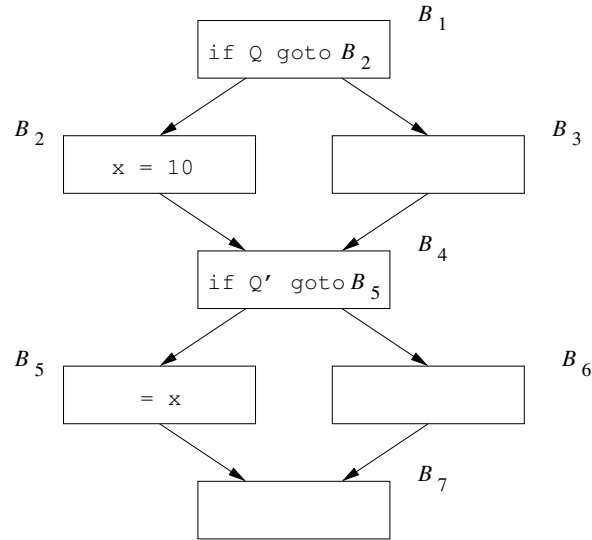 B1
if Q goto B2
B2
B3
x = 10
B4
if Q' goto B5
B5
B6
= x
B7